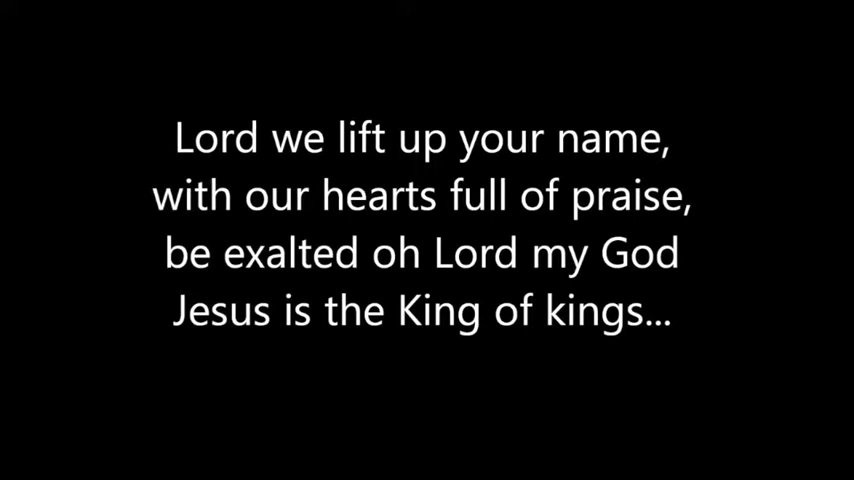 Lord we lift up your name,
with our hearts full of praise,
be exalted oh Lord my God
Jesus is the King of kings...